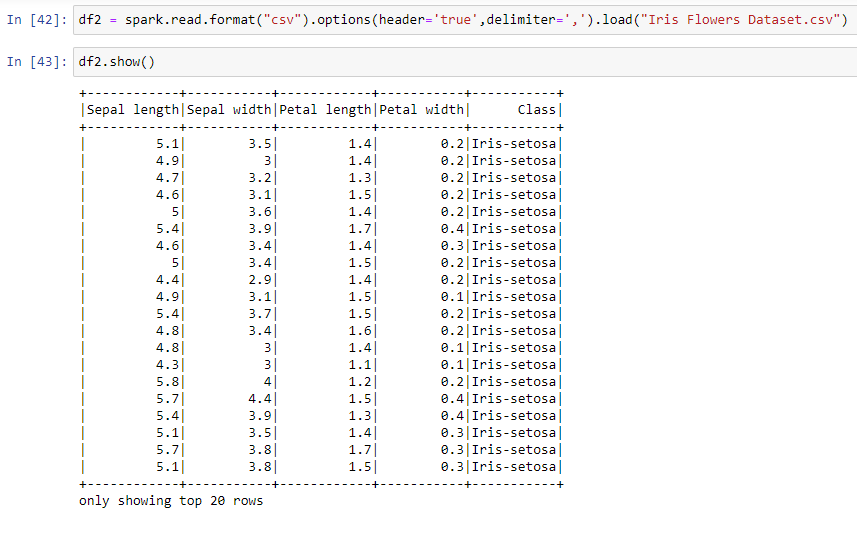 In [42]: df2 = spark.read.format("csv").options(header='true',delimiter=',').load("Iris Flowers Dataset.csv")
In [43]: df2.show()
+------------+-----------+------------+-----------+-----------+
|Sepal length|Sepal width|Petal length|Petal width|      Class|
+------------+-----------+------------+-----------+-----------+
|         5.1|        3.5|         1.4|        0.2|Iris-setosa|
|         4.9|          3|         1.4|        0.2|Iris-setosa|
|         4.7|        3.2|         1.3|        0.2|Iris-setosa|
|         4.6|        3.1|         1.5|        0.2|Iris-setosa|
|           5|        3.6|         1.4|        0.2|Iris-setosa|
|         5.4|        3.9|         1.7|        0.4|Iris-setosa|
|         4.6|        3.4|         1.4|        0.3|Iris-setosa|
|           5|        3.4|         1.5|        0.2|Iris-setosa|
|         4.4|        2.9|         1.4|        0.2|Iris-setosa|
|         4.9|        3.1|         1.5|        0.1|Iris-setosa|
|         5.4|        3.7|         1.5|        0.2|Iris-setosa|
|         4.8|        3.4|         1.6|        0.2|Iris-setosa|
|         4.8|          3|         1.4|        0.1|Iris-setosa|
|         4.3|          3|         1.1|        0.1|Iris-setosa|
|         5.8|          4|         1.2|        0.2|Iris-setosa|
|         5.7|        4.4|         1.5|        0.4|Iris-setosa|
|         5.4|        3.9|         1.3|        0.4|Iris-setosa|
|         5.1|        3.5|         1.4|        0.3|Iris-setosa|
|         5.7|        3.8|         1.7|        0.3|Iris-setosa|
|         5.1|        3.8|         1.5|        0.3|Iris-setosa|
+------------+-----------+------------+-----------+-----------+
only showing top 20 rows